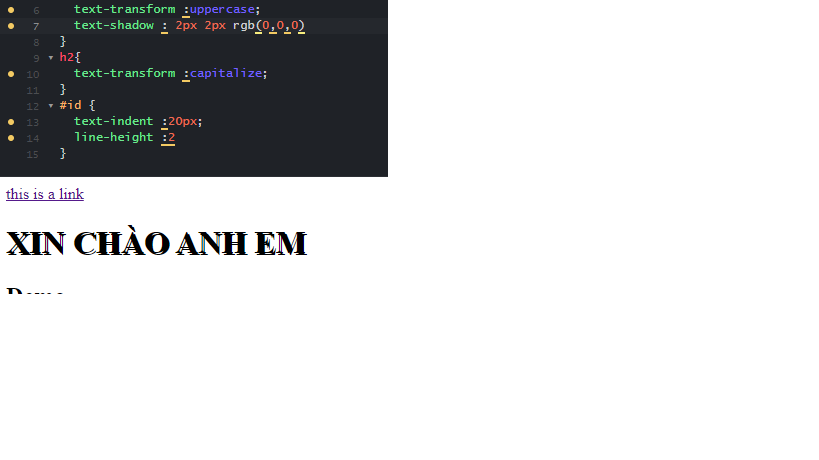 6 text-transform :uppercase;
7 text-shadow : 2px 2px rgb(0,0,0)
8 }
9 h2{
10 text-transform :capitalize;
11 }
12 #id {
13 text-indent :20px;
14 line-height :2
15 }
this is a link
XIN CHÀO ANH EM
Demo